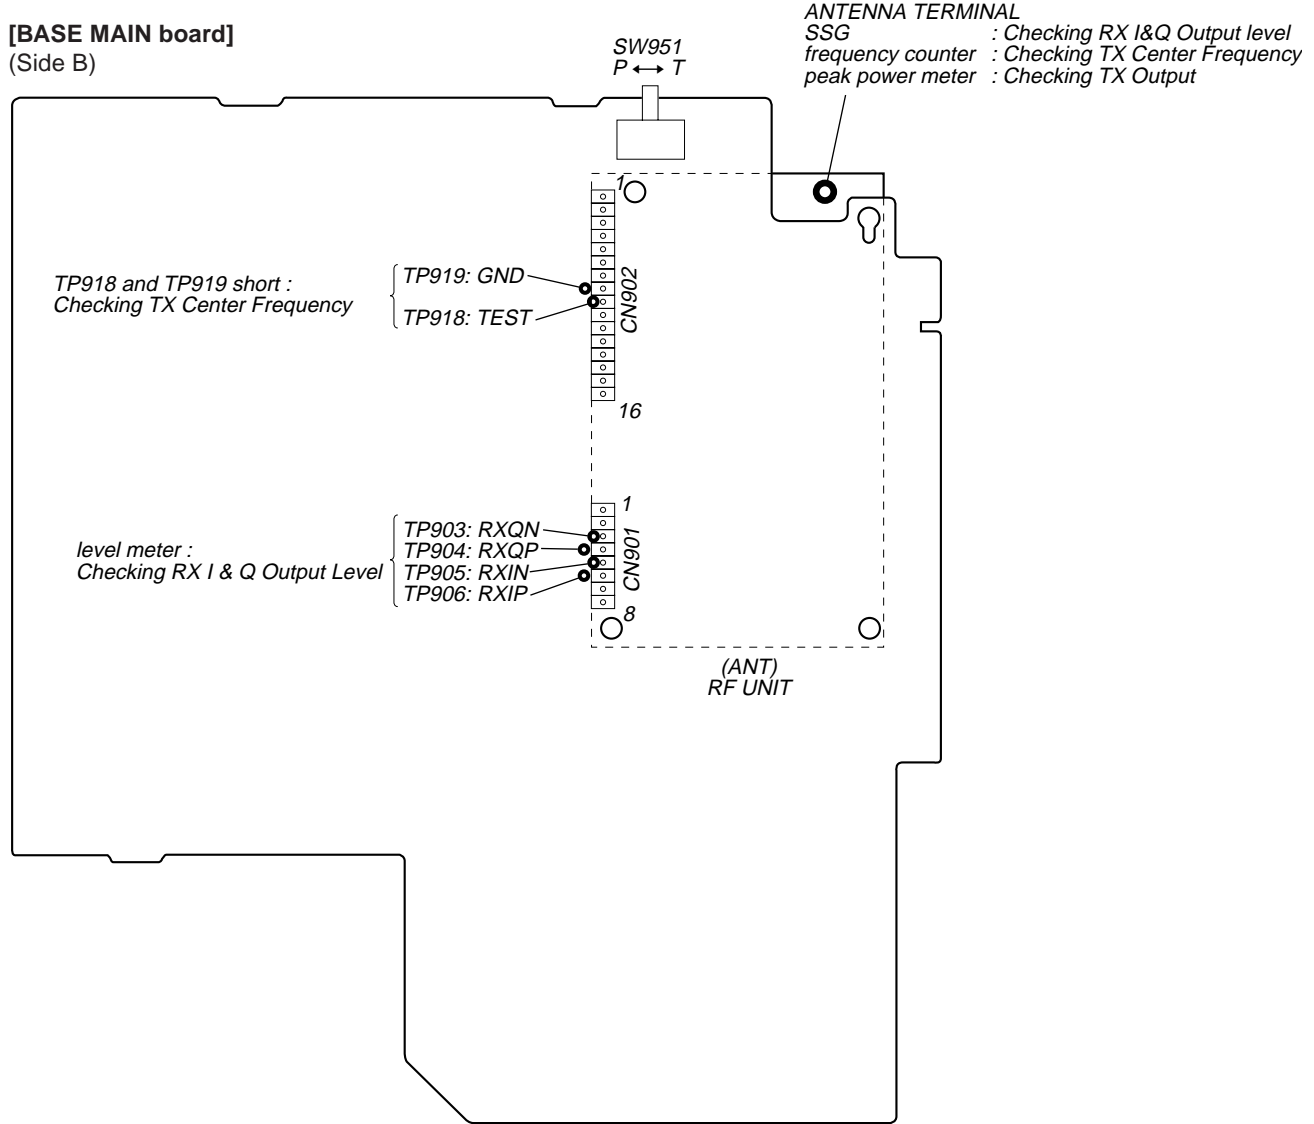 [BASE MAIN board]
(Side B)
SW951
P ↔ T
ANTENNA TERMINAL
SSG : Checking RX I&Q Output level
frequency counter : Checking TX Center Frequency
peak power meter : Checking TX Output
1
TP918 and TP919 short :
Checking TX Center Frequency
TP919: GND
TP918: TEST
CN902
16
1
level meter :
Checking RX I & Q Output Level
TP903: RXQN
TP904: RXQP
TP905: RXIN
TP906: RXIP
CN901
8
(ANT)
RF UNIT